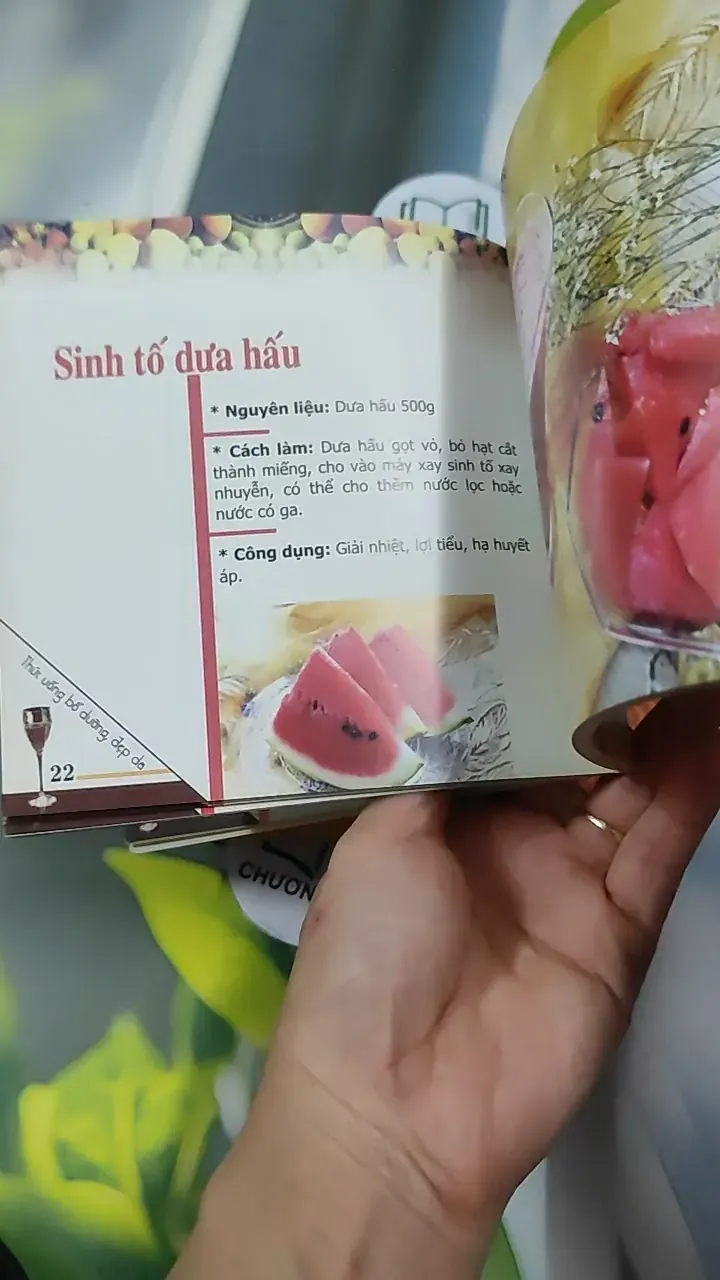 Sinh tố dưa hấu
* Nguyên liệu: Dưa hấu 500g
* Cách làm: Dưa hấu gọt vỏ, bỏ hạt cắt
thành miếng, cho vào máy xay sinh tố xay
nhuyễn, có thể cho thêm nước lọc hoặc
nước có ga.
* Công dụng: Giải nhiệt, lợi tiểu, hạ huyết
áp.
Thức uống bổ dưỡng, đẹp da
22